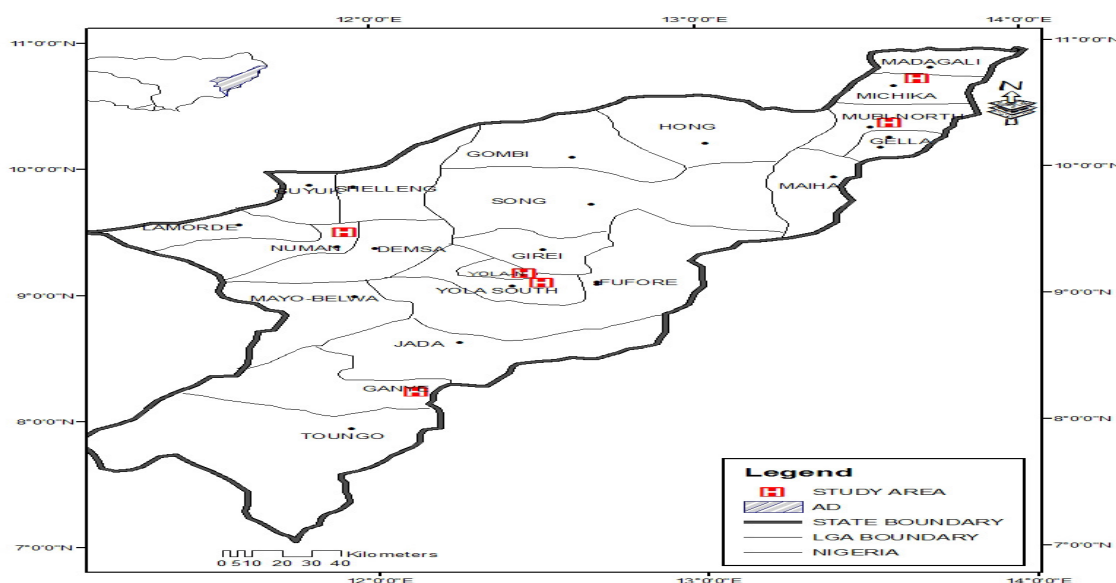 12°0'0"E 13°0'0"E 14°0'0"E
11°0'0"N 11°0'0"N
MADAGALI
MICHIKA
N
MUBI NORTH
HONG
GELLA
GOMBI
10°0'0"N 10°0'0"N
MAIHA
GUYUK SHELLENG
SONG
LAMORDE
NUMAN DEMSA
GIREI
YOLA N
FUFORE
YOLA SOUTH
9°0'0"N 9°0'0"N
MAYO-BELWA
JADA
GANYE
8°0'0"N 8°0'0"N
TOUNGO
Legend
H STUDY AREA
AD
STATE BOUNDARY
LGA BOUNDARY
NIGERIA
7°0'0"N 7°0'0"N
Kilometers
0 5 10 20 30 40
12°0'0"E 13°0'0"E 14°0'0"E